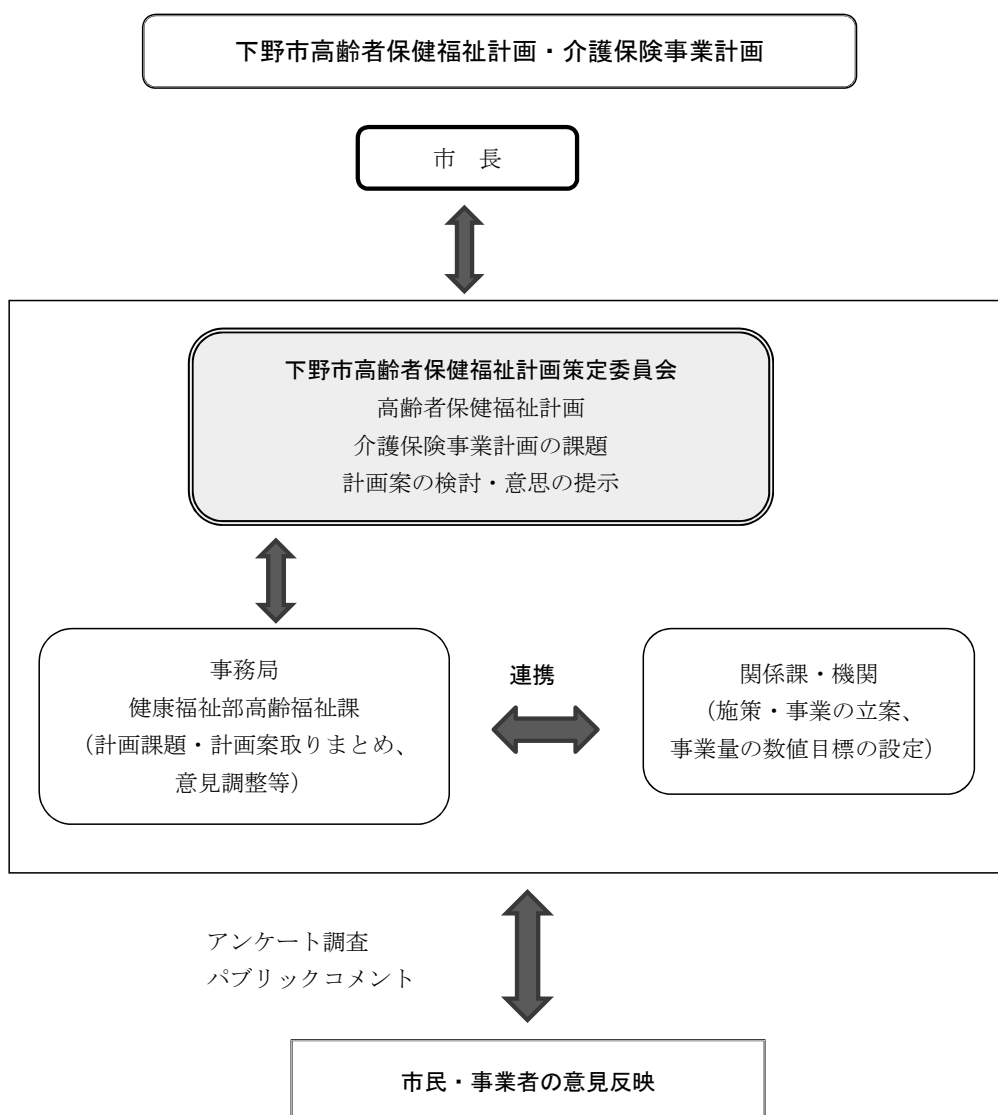 下野市高齢者保健福祉計画・介護保険事業計画
市　長
下野市高齢者保健福祉計画策定委員会
高齢者保健福祉計画
介護保険事業計画の課題
計画案の検討・意思の提示
事務局
健康福祉部高齢福祉課
（計画課題・計画案取りまとめ、
意見調整等）
連携
関係課・機関
（施策・事業の立案、
事業量の数値目標の設定）
アンケート調査
パブリックコメント
市民・事業者の意見反映